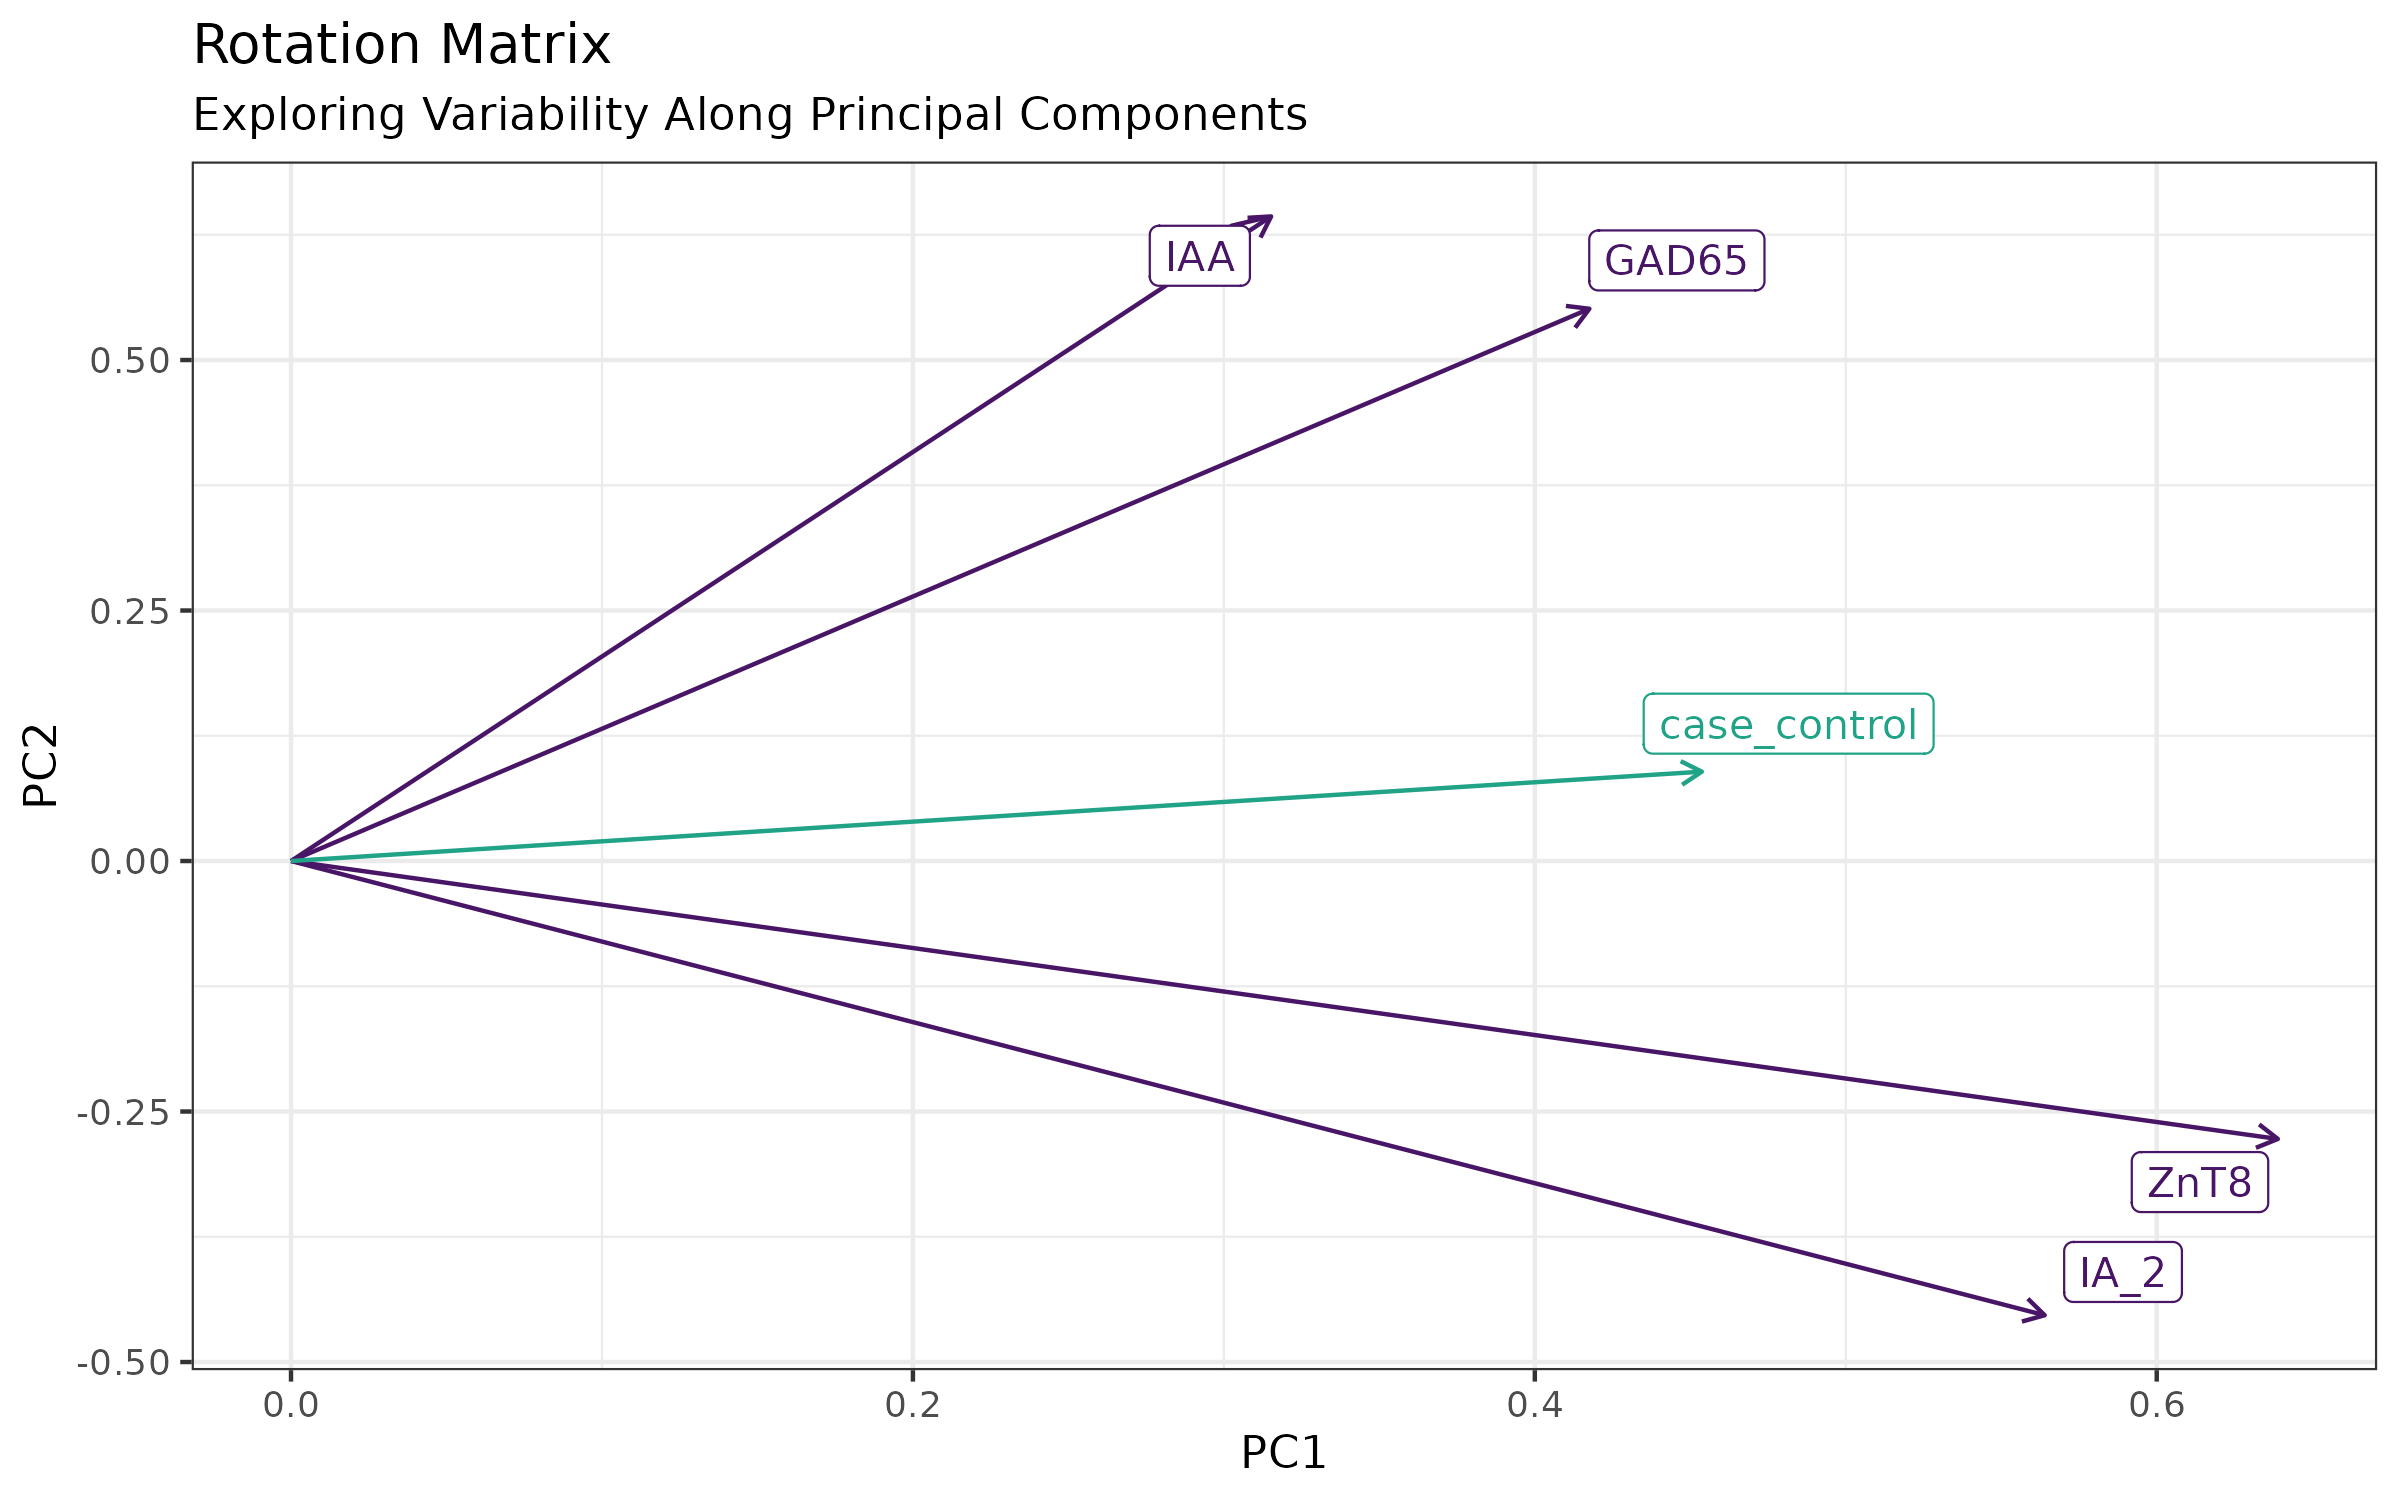 Rotation Matrix
Exploring Variability Along Principal Components
IAA
GAD65
case_control
ZnT8
IA_2
0.50
0.25
0.00
-0.25
-0.50
PC2
0.0
0.2
0.4
0.6
PC1